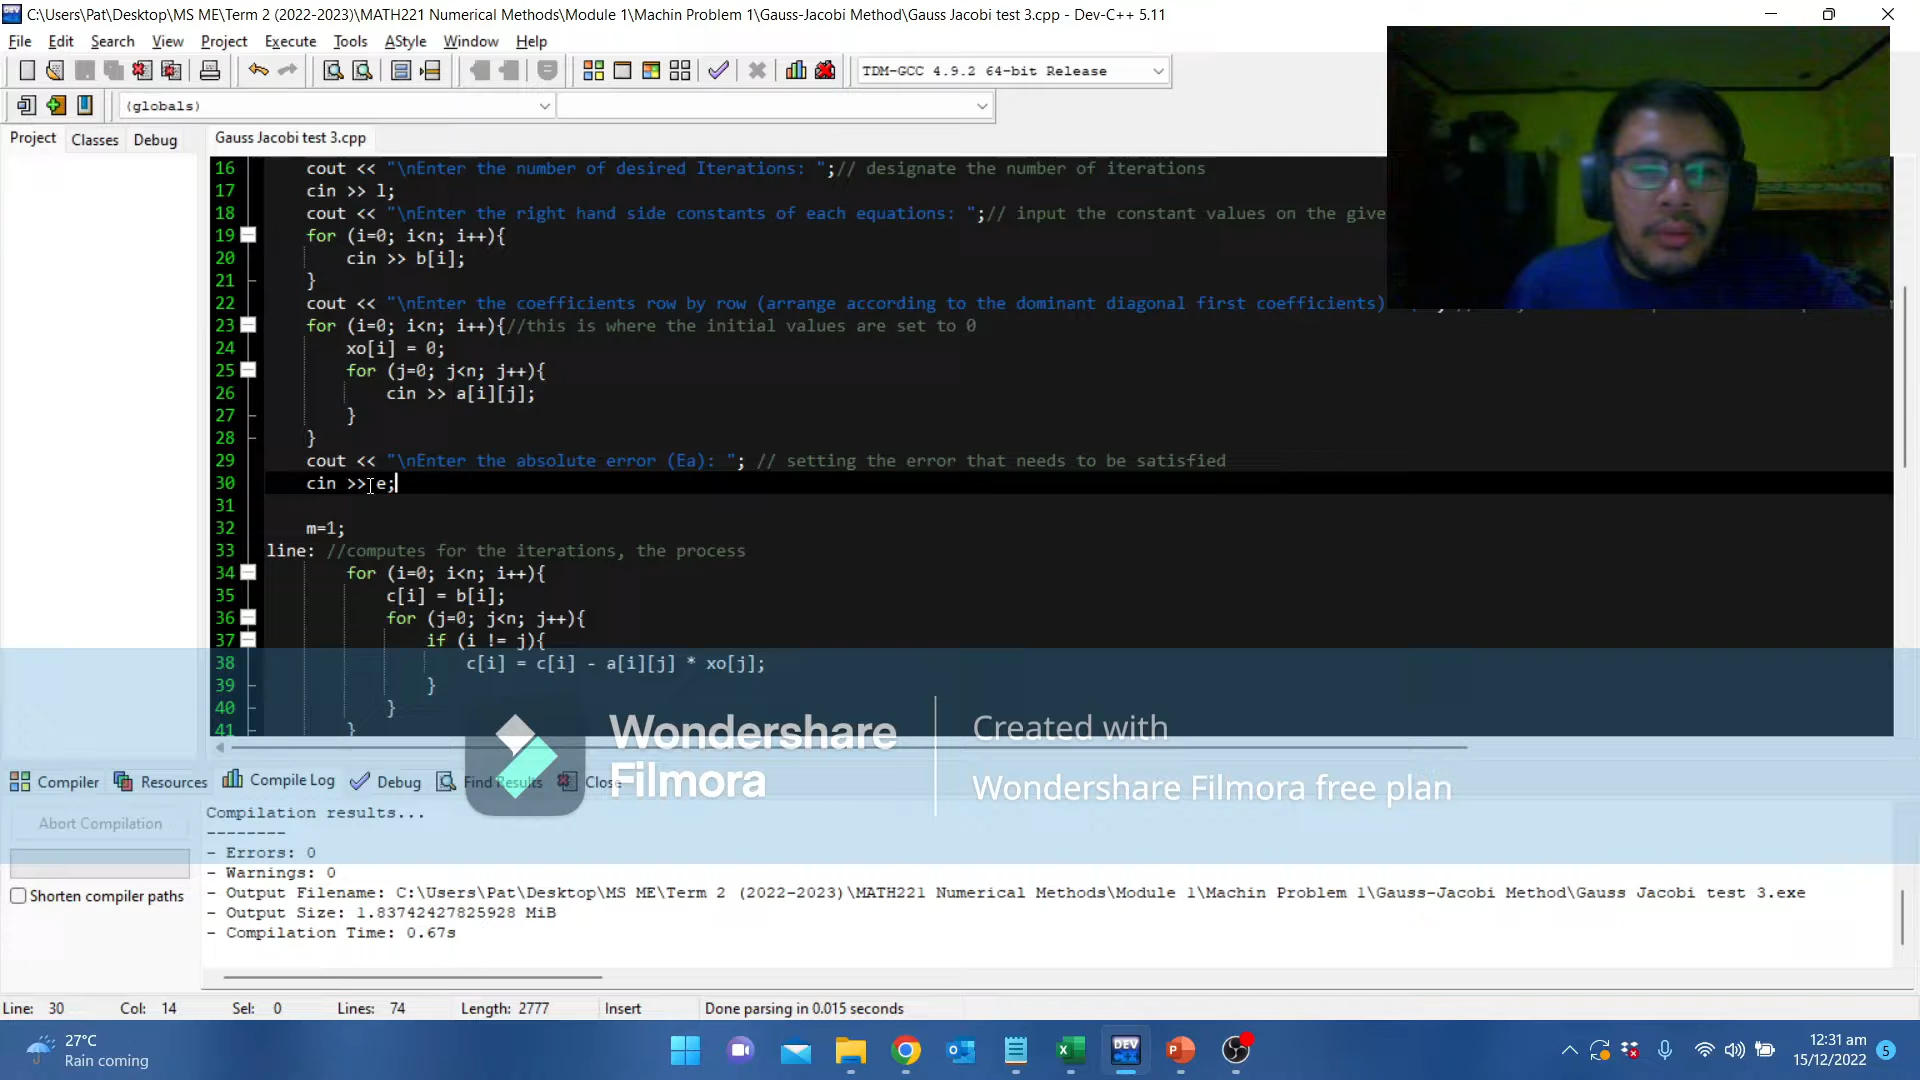 C:\Users\Pat\Desktop\MS ME\Term 2 (2022-2023)\MATH221 Numerical Methods\Module 1\Machin Problem 1\Gauss-Jacobi Method\Gauss Jacobi test 3.cpp - Dev-C++ 5.11
File Edit Search View Project Execute Tools AStyle Window Help
TDM-GCC 4.9.2 64-bit Release
(globals)
Project Classes Debug
Gauss Jacobi test 3.cpp
16 cout << "\nEnter the number of desired Iterations: ";// designate the number of iterations
17 cin >> l;
18 cout << "\nEnter the right hand side constants of each equations: ";// input the constant values on the give
19 for (i=0; i<n; i++){
20 cin >> b[i];
21 }
22 cout << "\nEnter the coefficients row by row (arrange according to the dominant diagonal first coefficients)
23 for (i=0; i<n; i++){//this is where the initial values are set to 0
24 xo[i] = 0;
25 for (j=0; j<n; j++){
26 cin >> a[i][j];
27 }
28 }
29 cout << "\nEnter the absolute error (Ea): "; // setting the error that needs to be satisfied
30 cin >> e;
31
32 m=1;
33 line: //computes for the iterations, the process
34 for (i=0; i<n; i++){
35 c[i] = b[i];
36 for (j=0; j<n; j++){
37 if (i != j){
38 c[i] = c[i] - a[i][j] * xo[j];
39 }
40 }
41 }
Wondershare Filmora
Created with
Wondershare Filmora free plan
Compiler Resources Compile Log Debug Find Results Close
Abort Compilation
Shorten compiler paths
Compilation results...
--------
- Errors: 0
- Warnings: 0
- Output Filename: C:\Users\Pat\Desktop\MS ME\Term 2 (2022-2023)\MATH221 Numerical Methods\Module 1\Machin Problem 1\Gauss-Jacobi Method\Gauss Jacobi test 3.exe
- Output Size: 1.83742427825928 MiB
- Compilation Time: 0.67s
Line: 30 Col: 14 Sel: 0 Lines: 74 Length: 2777 Insert Done parsing in 0.015 seconds
27°C
Rain coming
DEV
12:31 am
15/12/2022
5